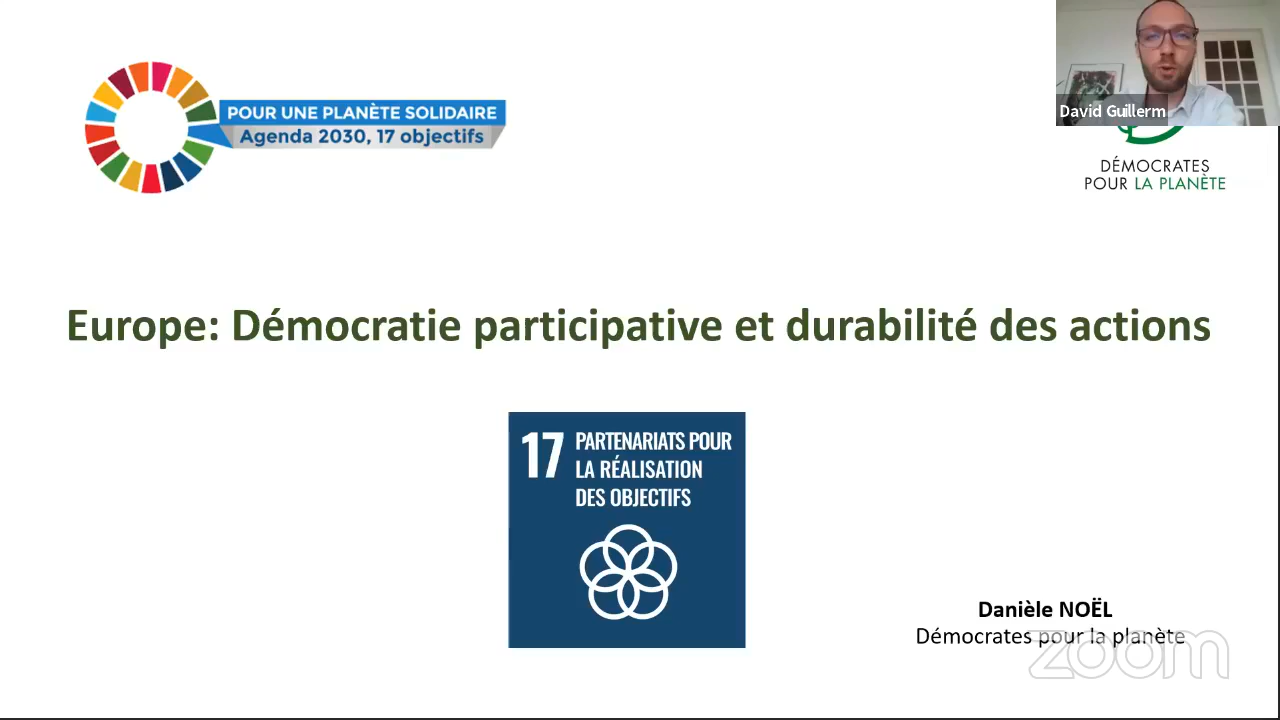 POUR UNE PLANÈTE SOLIDAIRE
Agenda 2030, 17 objectifs
David Guillerm
DÉMOCRATES
POUR LA PLANÈTE
Europe: Démocratie participative et durabilité des actions
17 PARTENARIATS POUR
LA RÉALISATION
DES OBJECTIFS
Danièle NOËL
Démocrates pour la planète
zoom